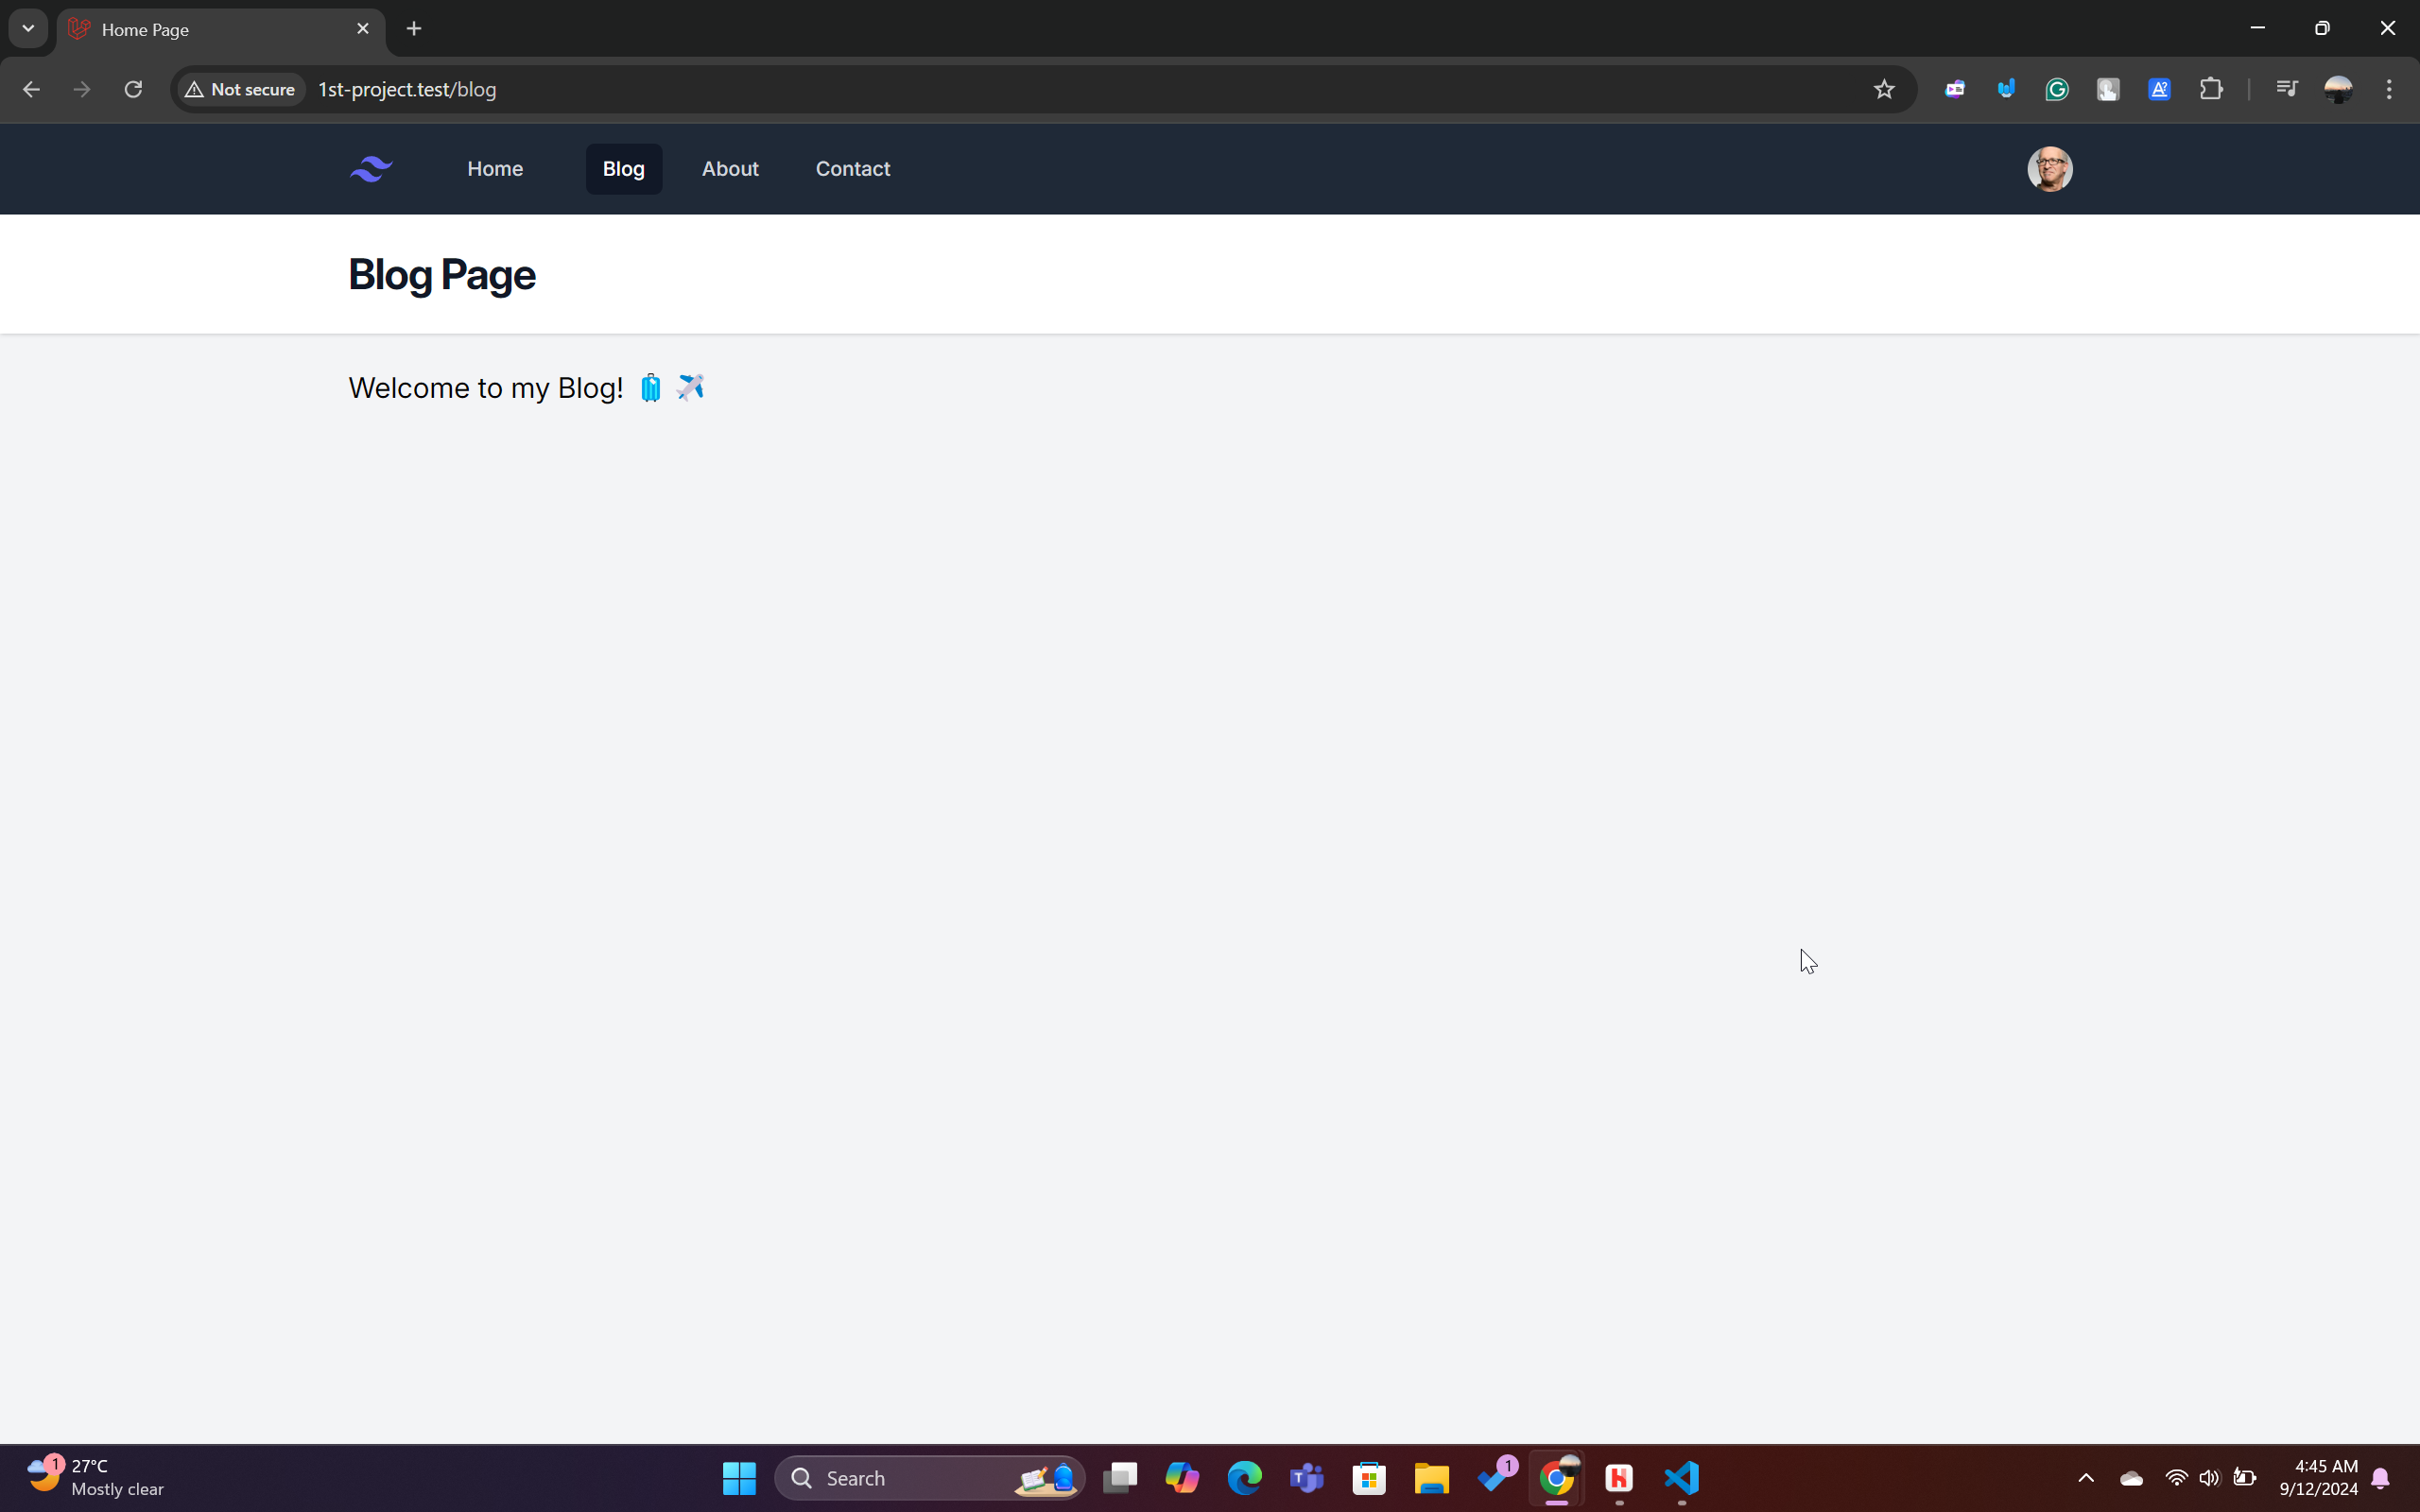 Home Page
Not secure
1st-project.test/blog
Home
Blog
About
Contact
Blog Page
Welcome to my Blog! 🧳 ✈️
1
27°C
Mostly clear
Search
1
4:45 AM
9/12/2024